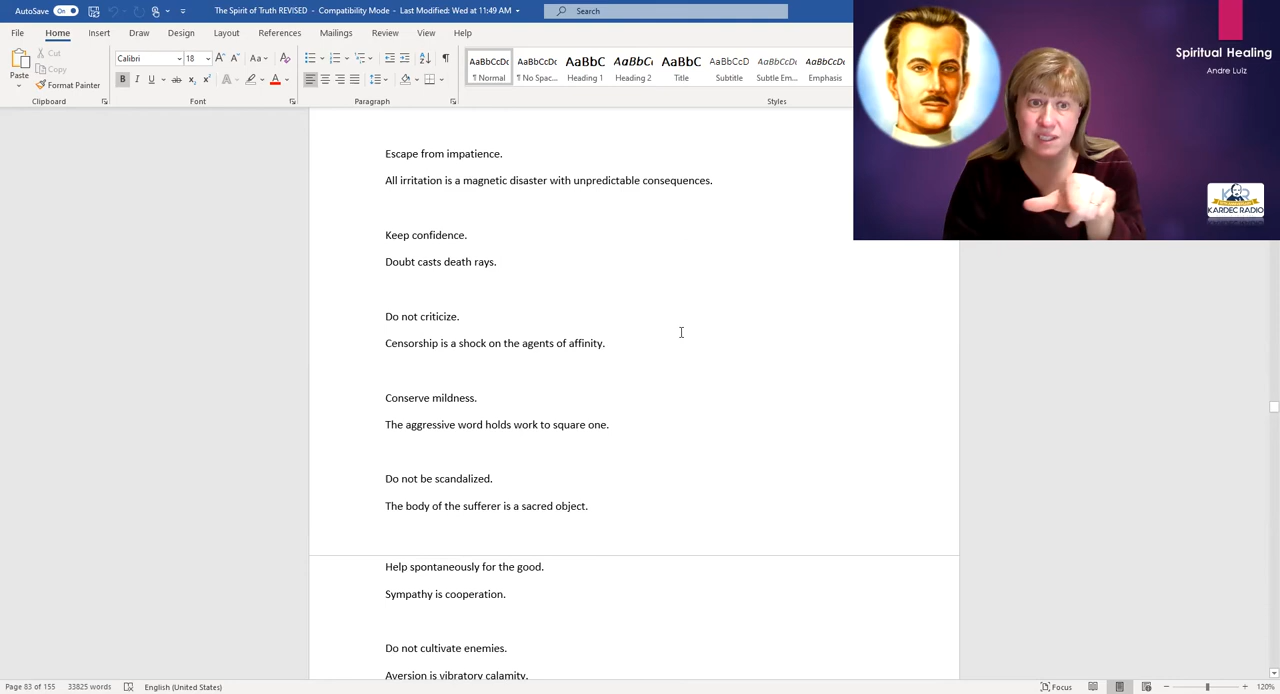 AutoSave On The Spirit of Truth REVISED - Compatibility Mode - Last Modified: Wed at 11:49 AM Search
File Home Insert Draw Design Layout References Mailings Review View Help
Paste Cut Copy Format Painter
Calibri 18
AaBbCcDc AaBbCcDc AaBbC AaBbCc AaBbC AaBbCcD AaBbCcDc AaBbCcDc
¶ Normal ¶ No Spac... Heading 1 Heading 2 Title Subtitle Subtle Em... Emphasis
Clipboard Font Paragraph Styles
Spiritual Healing
Andre Luiz
KARDEC RADIO
Escape from impatience.
All irritation is a magnetic disaster with unpredictable consequences.
Keep confidence.
Doubt casts death rays.
Do not criticize.
Censorship is a shock on the agents of affinity.
Conserve mildness.
The aggressive word holds work to square one.
Do not be scandalized.
The body of the sufferer is a sacred object.
Help spontaneously for the good.
Sympathy is cooperation.
Do not cultivate enemies.
Aversion is vibratory calamity.
Page 83 of 155 33825 words English (United States) Focus 120%